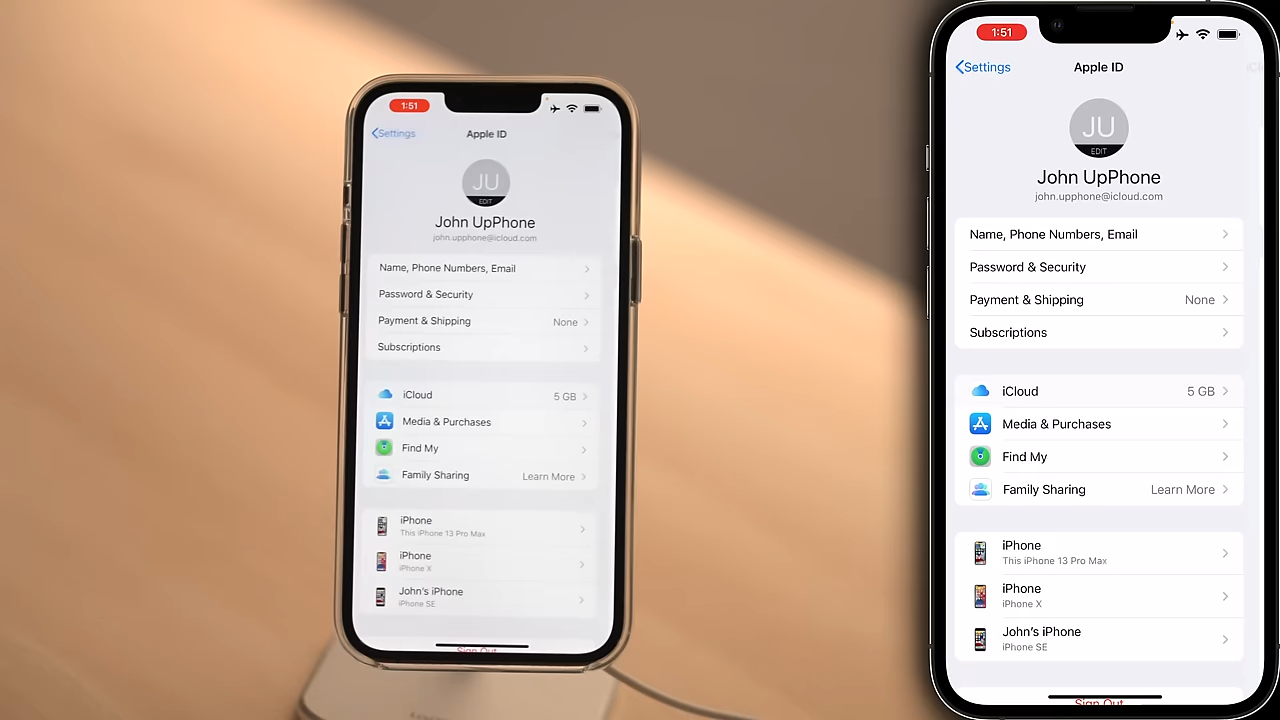 1:51
Settings
Apple ID
JU
EDIT
John UpPhone
john.upphone@icloud.com
Name, Phone Numbers, Email
Password & Security
Payment & Shipping None
Subscriptions
iCloud 5 GB
Media & Purchases
Find My
Family Sharing Learn More
iPhone
This iPhone 13 Pro Max
iPhone
iPhone X
John's iPhone
iPhone SE
Sign Out
1:51
Settings
Apple ID
JU
EDIT
John UpPhone
john.upphone@icloud.com
Name, Phone Numbers, Email
Password & Security
Payment & Shipping None
Subscriptions
iCloud 5 GB
Media & Purchases
Find My
Family Sharing Learn More
iPhone
This iPhone 13 Pro Max
iPhone
iPhone X
John's iPhone
iPhone SE
Sign Out